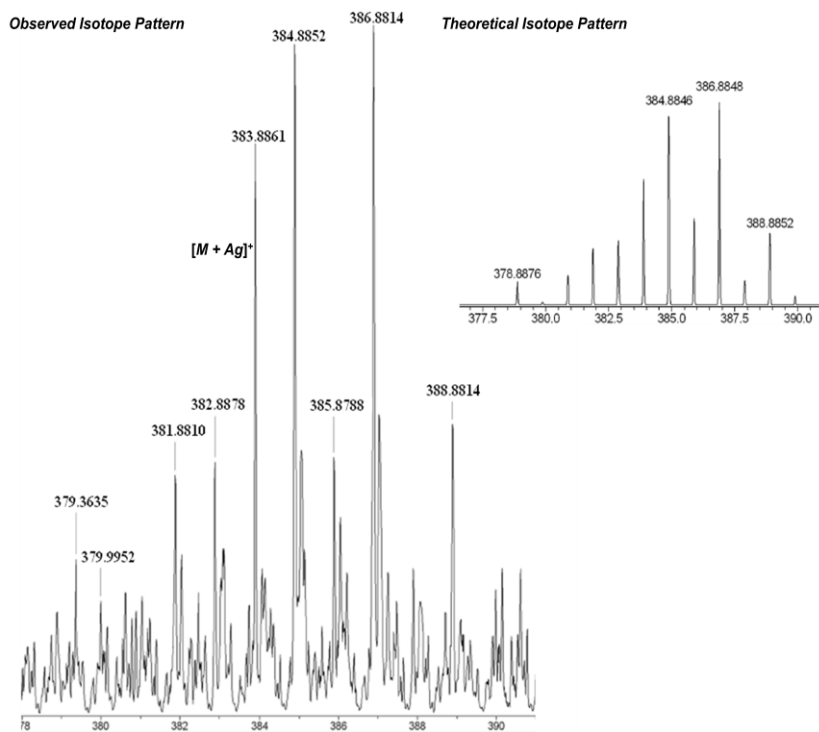 Observed Isotope Pattern
Theoretical Isotope Pattern
386.8814
384.8852
383.8861
[M + Ag]⁺
388.8814
382.8878
385.8788
381.8810
379.3635
379.9952
78 380 382 384 386 388 390
386.8848
384.8846
388.8852
378.8876
377.5 380.0 382.5 385.0 387.5 390.0